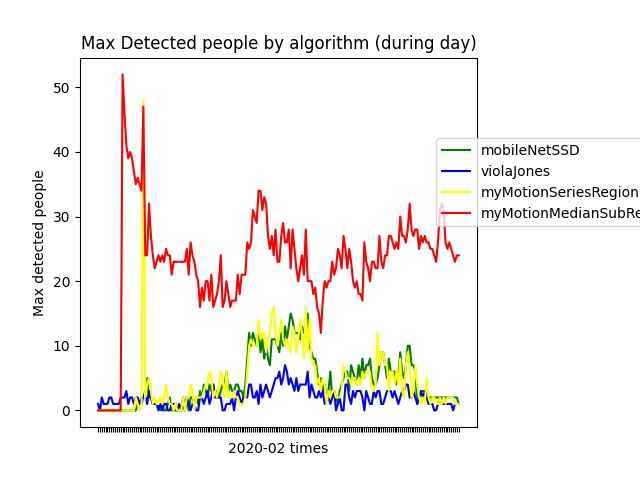 Max Detected people by algorithm (during day)
50
40
30
20
10
0
Max detected people
2020-02 times
mobileNetSSD
violaJones
myMotionSeriesRegion
myMotionMedianSubRe